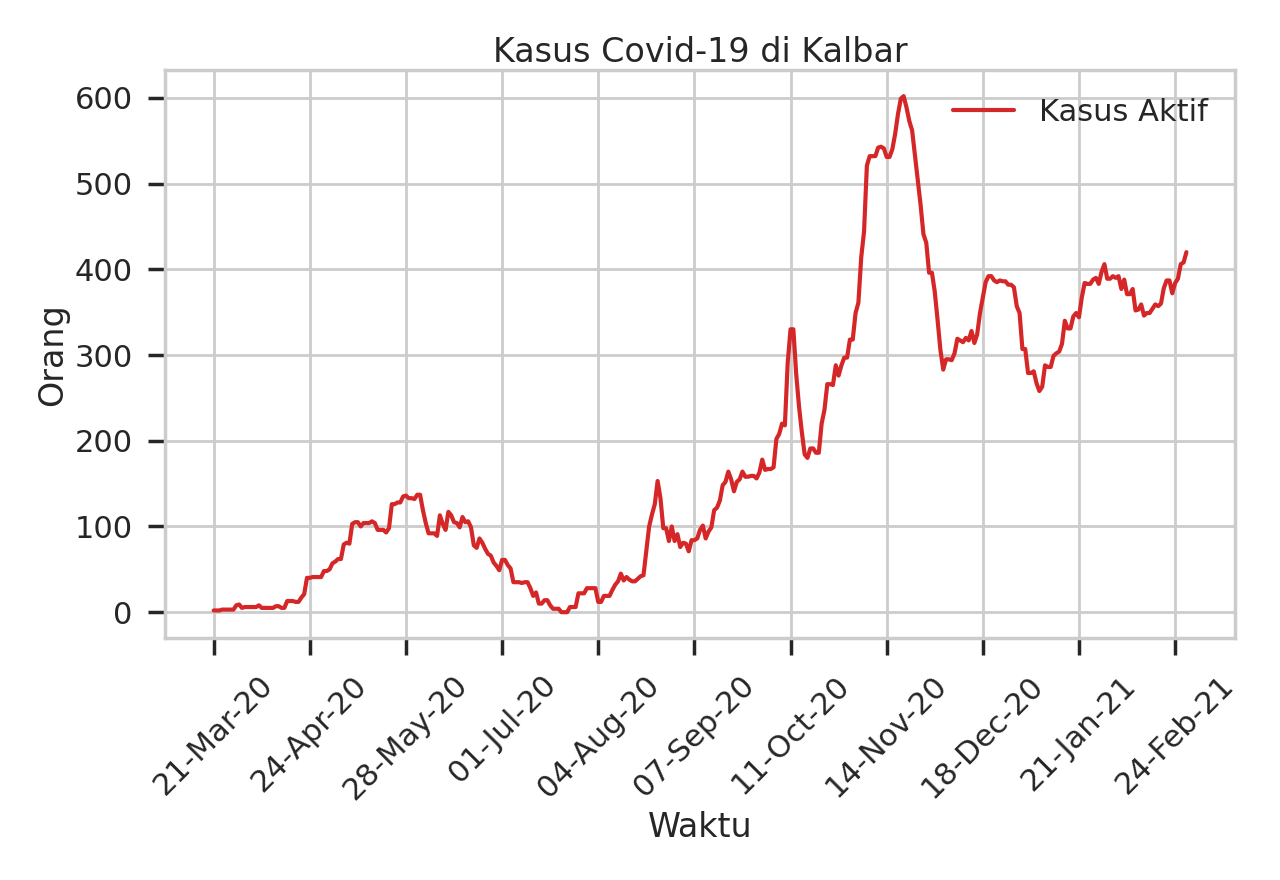 Kasus Covid-19 di Kalbar
Kasus Aktif
600
500
400
300
200
100
0
Orang
21-Mar-20
24-Apr-20
28-May-20
01-Jul-20
04-Aug-20
07-Sep-20
11-Oct-20
14-Nov-20
18-Dec-20
21-Jan-21
24-Feb-21
Waktu